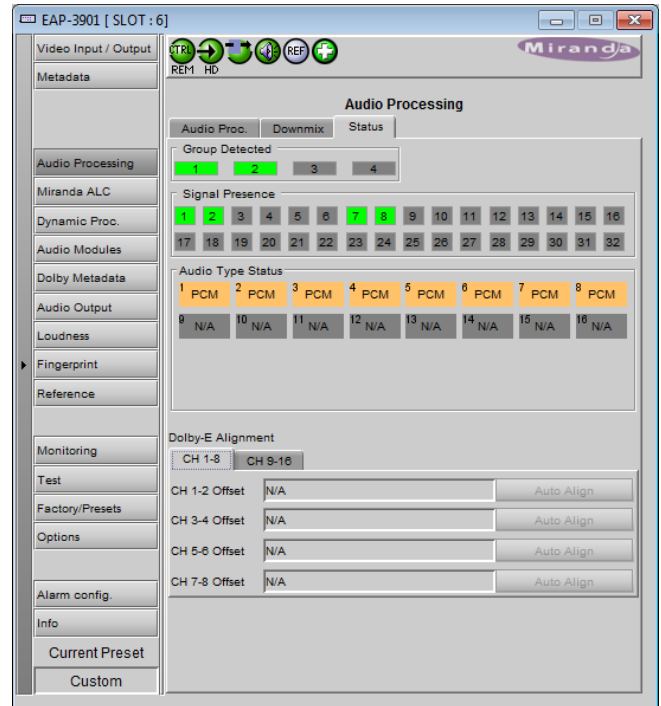 EAP-3901 [ SLOT : 6]
Video Input / Output
Metadata
Audio Processing
Miranda ALC
Dynamic Proc.
Audio Modules
Dolby Metadata
Audio Output
Loudness
Fingerprint
Reference
Monitoring
Test
Factory/Presets
Options
Alarm config.
Info
Current Preset
Custom
CTRL REF
REM HD
Miranda
Audio Processing
Audio Proc. Downmix Status
Group Detected
1 2 3 4
Signal Presence
1 2 3 4 5 6 7 8 9 10 11 12 13 14 15 16
17 18 19 20 21 22 23 24 25 26 27 28 29 30 31 32
Audio Type Status
1 PCM 2 PCM 3 PCM 4 PCM 5 PCM 6 PCM 7 PCM 8 PCM
9 N/A 10 N/A 11 N/A 12 N/A 13 N/A 14 N/A 15 N/A 16 N/A
Dolby-E Alignment
CH 1-8 CH 9-16
CH 1-2 Offset N/A Auto Align
CH 3-4 Offset N/A Auto Align
CH 5-6 Offset N/A Auto Align
CH 7-8 Offset N/A Auto Align